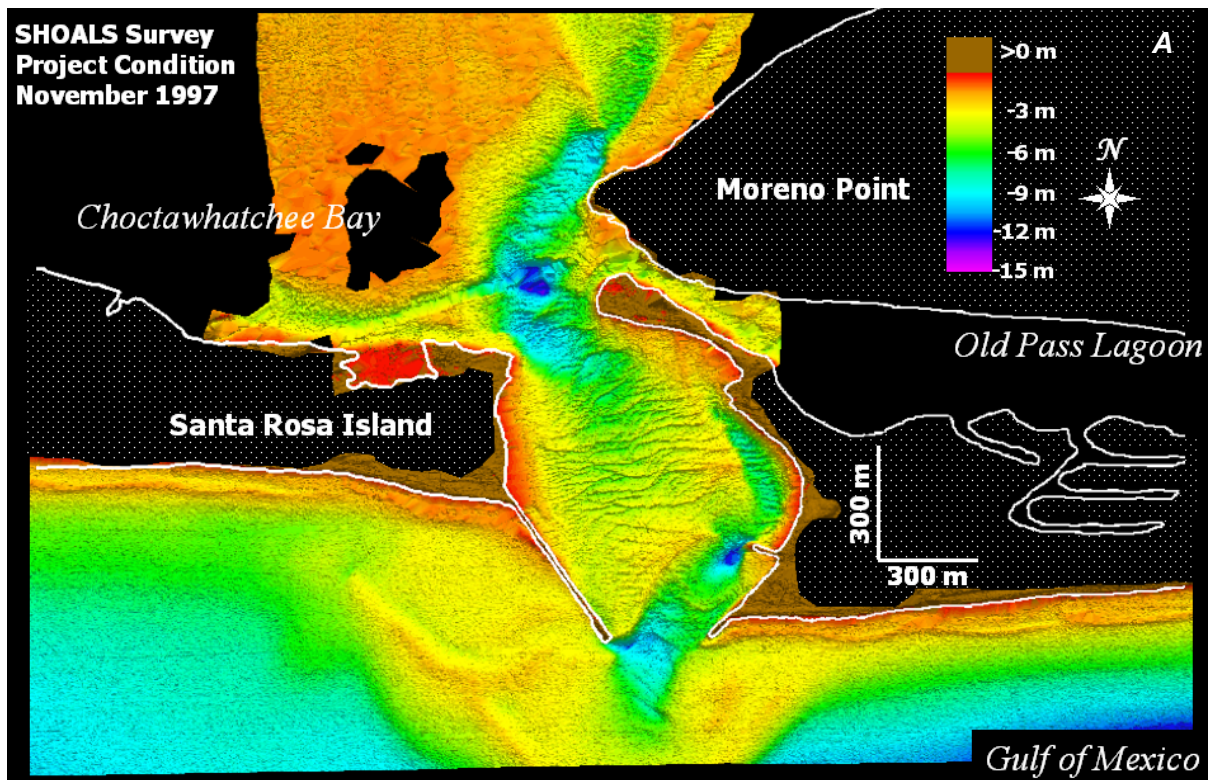 SHOALS Survey
Project Condition
November 1997
A
>0 m
-3 m
-6 m
-9 m
-12 m
-15 m
N
Moreno Point
Choctawhatchee Bay
Old Pass Lagoon
Santa Rosa Island
300 m
300 m
Gulf of Mexico